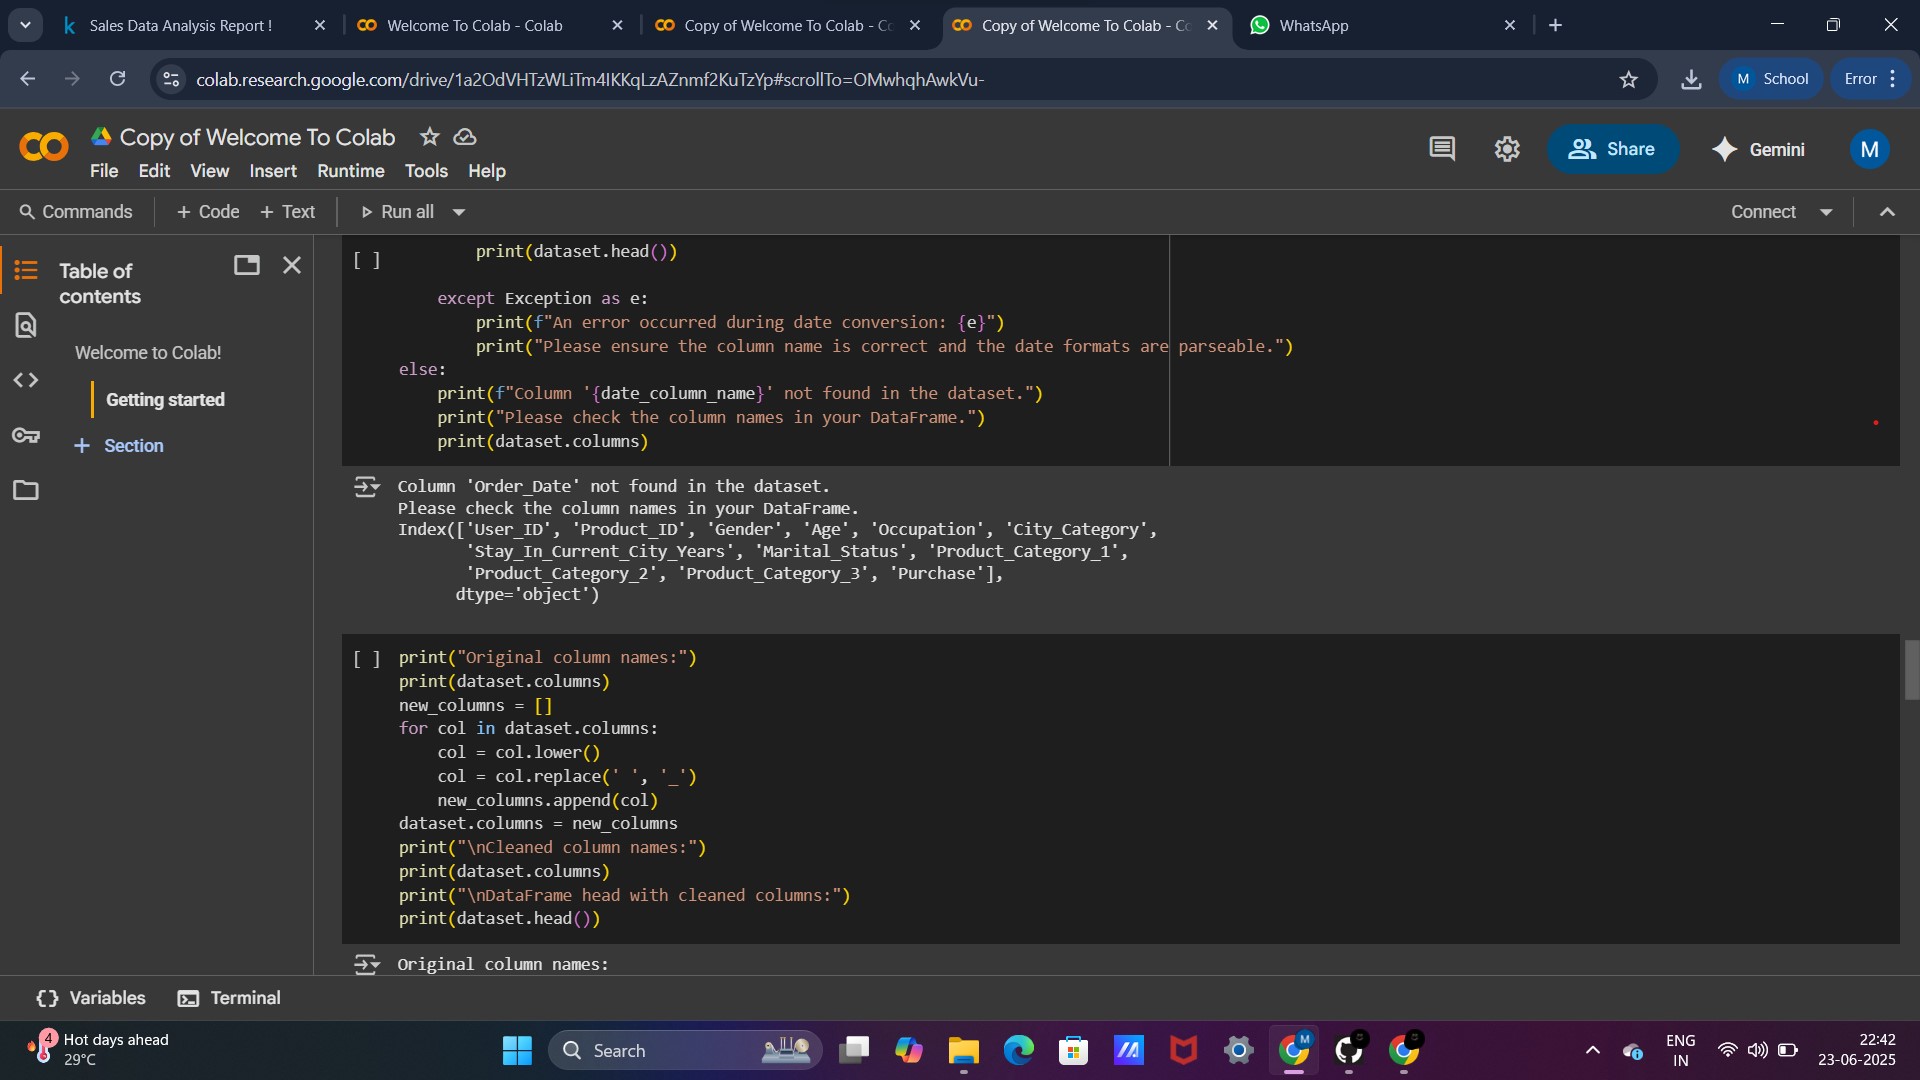 Sales Data Analysis Report !
Welcome To Colab - Colab
Copy of Welcome To Colab - Co
Copy of Welcome To Colab - Co
WhatsApp
colab.research.google.com/drive/1a2OdVHTzWLiTm4IKKqLzAZnmf2KuTzYp#scrollTo=OMwhqhAwkVu-
M School
Error
Copy of Welcome To Colab
File Edit View Insert Runtime Tools Help
Share
Gemini
M
Commands
+ Code + Text
Run all
Connect
Table of
contents
Welcome to Colab!
Getting started
+ Section
[ ]
print(dataset.head())
except Exception as e:
print(f"An error occurred during date conversion: {e}")
print("Please ensure the column name is correct and the date formats are parseable.")
else:
print(f"Column '{date_column_name}' not found in the dataset.")
print("Please check the column names in your DataFrame.")
print(dataset.columns)
Column 'Order_Date' not found in the dataset.
Please check the column names in your DataFrame.
Index(['User_ID', 'Product_ID', 'Gender', 'Age', 'Occupation', 'City_Category',
'Stay_In_Current_City_Years', 'Marital_Status', 'Product_Category_1',
'Product_Category_2', 'Product_Category_3', 'Purchase'],
dtype='object')
[ ] print("Original column names:")
print(dataset.columns)
new_columns = []
for col in dataset.columns:
col = col.lower()
col = col.replace(' ', '_')
new_columns.append(col)
dataset.columns = new_columns
print("\nCleaned column names:")
print(dataset.columns)
print("\nDataFrame head with cleaned columns:")
print(dataset.head())
Original column names:
{} Variables
Terminal
4
Hot days ahead
29°C
Search
M
ENG
IN
22:42
23-06-2025